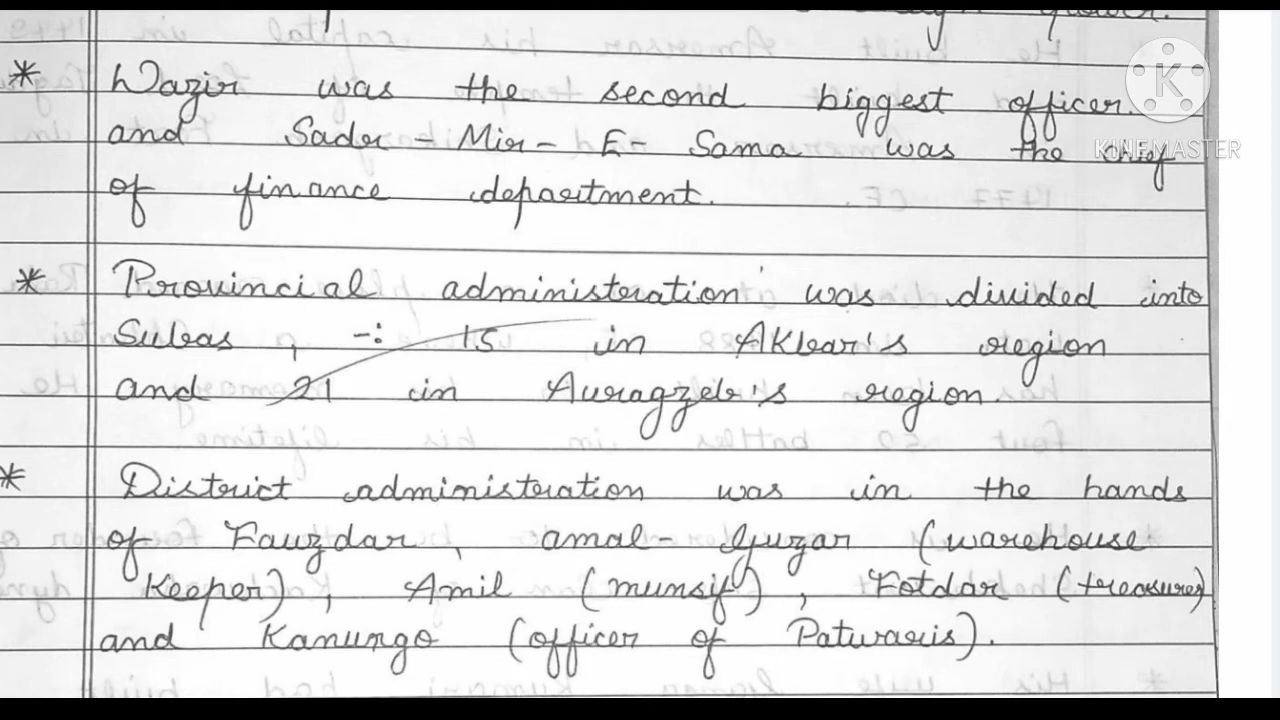 power.
* Wazir was the second biggest officer.
and Sadr - Mir - E - Sama was the chief
of finance department.
* Provincial administration was divided into
Subas, -: 15 in Akbar's region
and 21 in Auragzeb's region.
* District administration was in the hands
of Fauzdar, amal - Guzar (warehouse
Keeper), Amil (munsif), Fotdar (treasurer)
and Kanungo (officer of Patwaris).
K
KINEMASTER